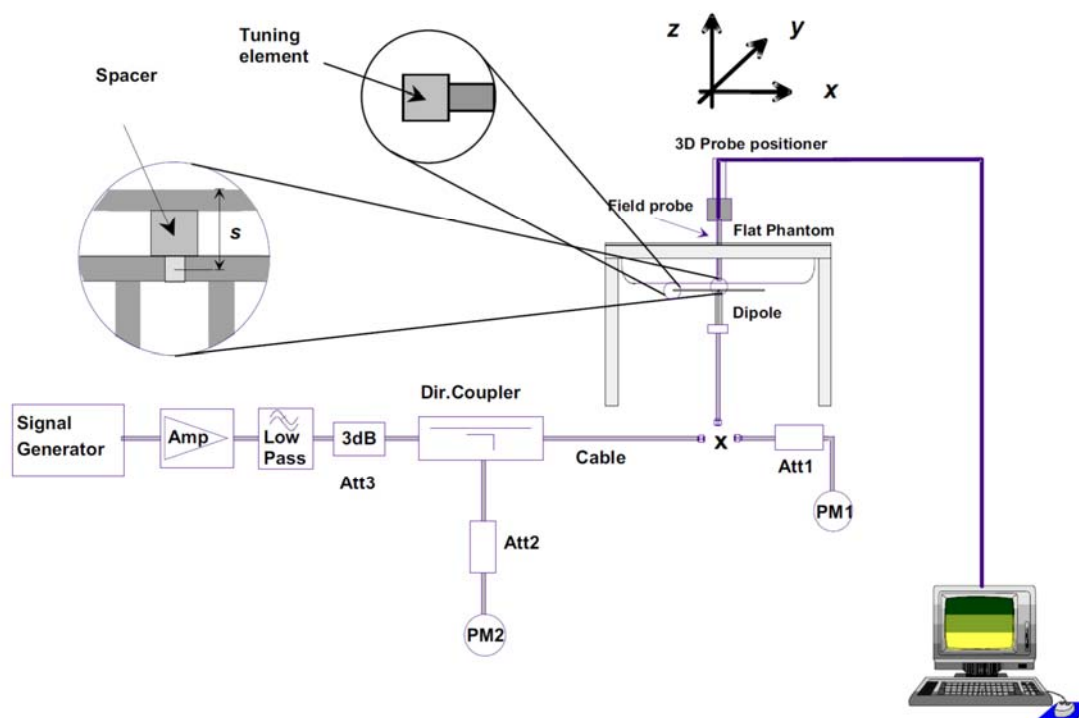 Tuning
element
z
y
x
Spacer
3D Probe positioner
Field probe
Flat Phantom
s
Dipole
Dir.Coupler
Signal
Generator
Amp
Low
Pass
3dB
Att3
Cable
x
Att1
PM1
Att2
PM2